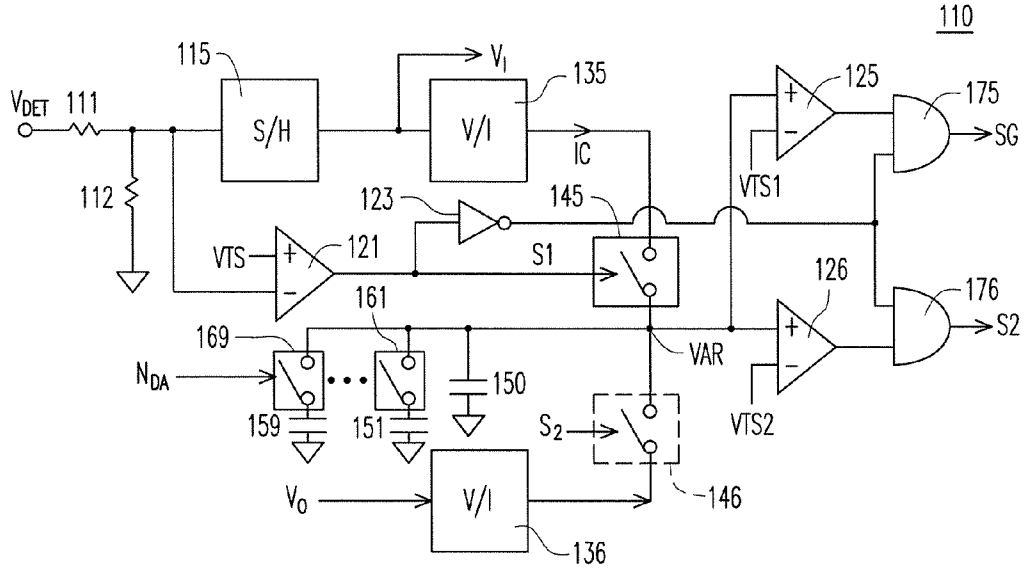 110
115
V_I
135
125
175
V_DET
111
+
S/H
V/I
IC
−
SG
VTS1
112
123
145
VTS
+
121
S1
−
126
176
161
169
+
S2
VAR
N_DA
150
−
159
151
S_2
VTS2
V/I
146
V_O
136